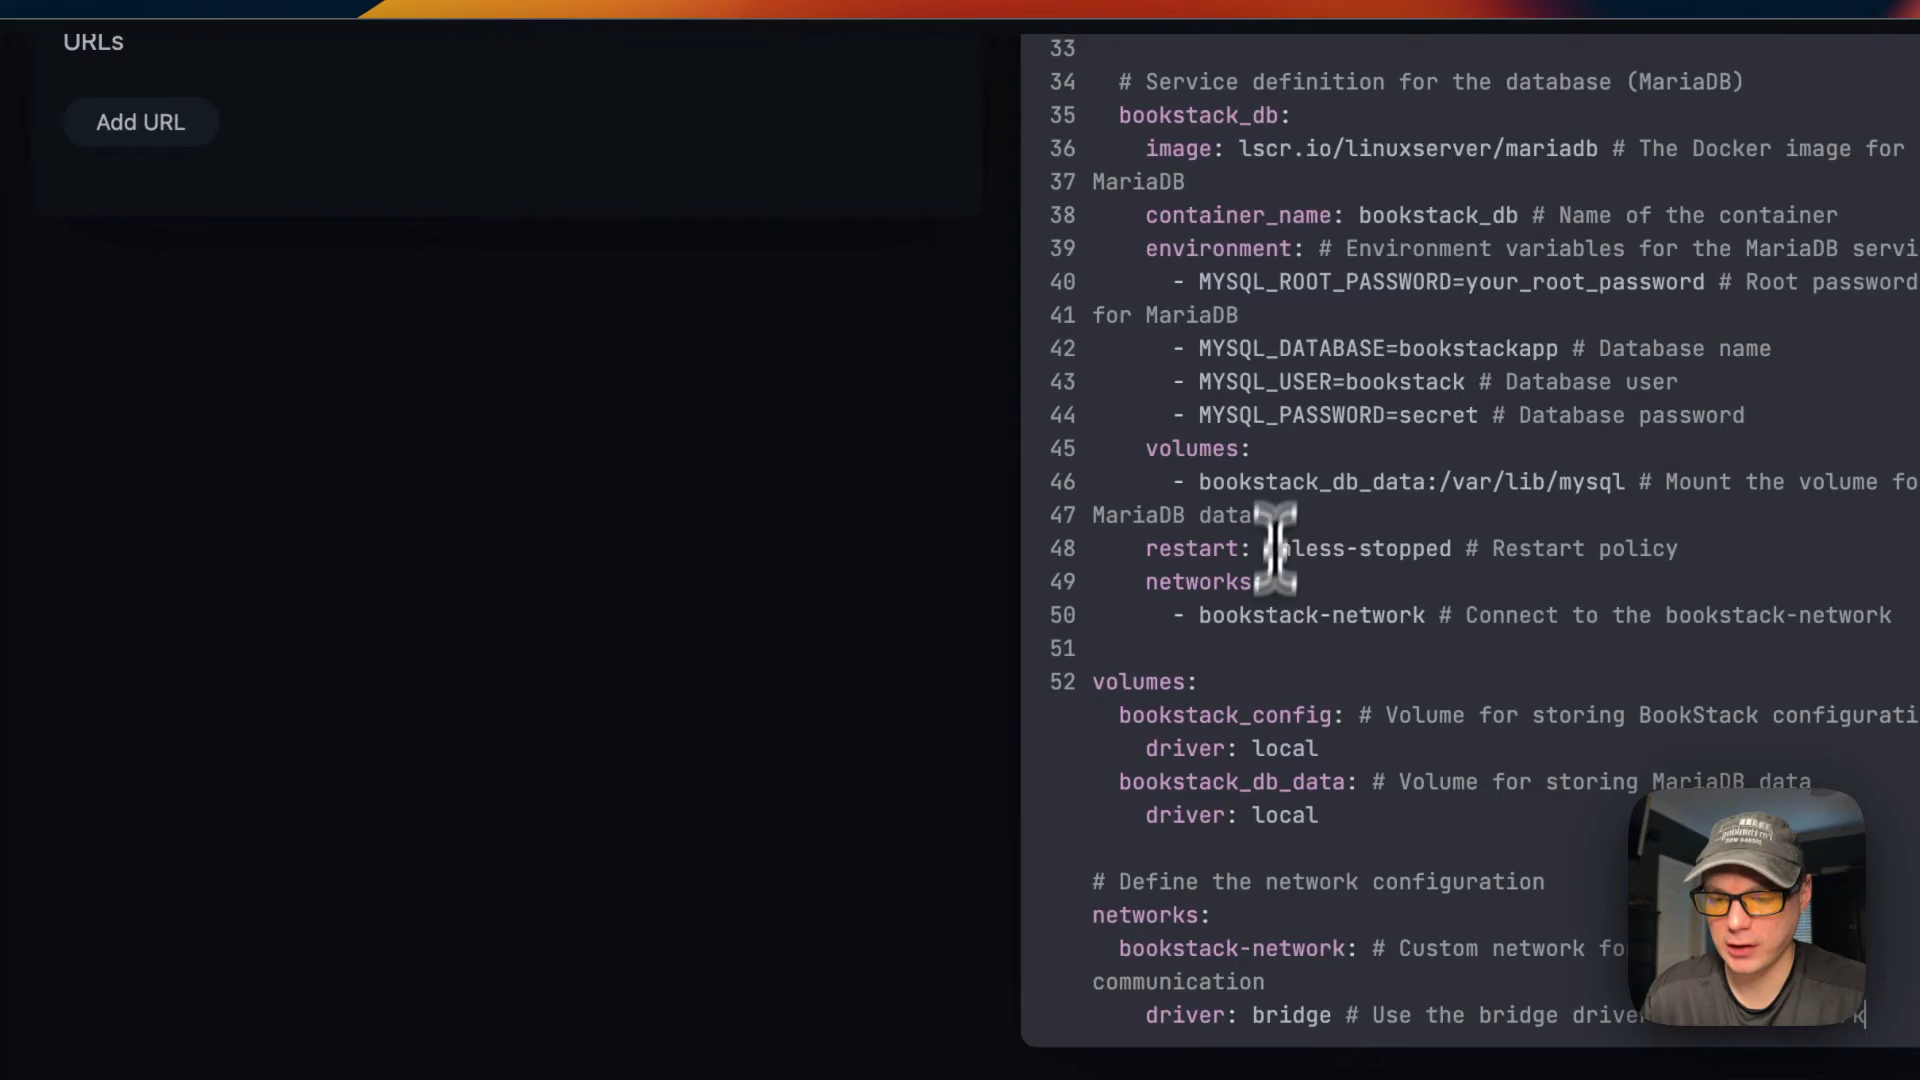 URLs
Add URL
33
34 # Service definition for the database (MariaDB)
35 bookstack_db:
36 image: lscr.io/linuxserver/mariadb # The Docker image for
37 MariaDB
38 container_name: bookstack_db # Name of the container
39 environment: # Environment variables for the MariaDB servi
40 - MYSQL_ROOT_PASSWORD=your_root_password # Root password
41 for MariaDB
42 - MYSQL_DATABASE=bookstackapp # Database name
43 - MYSQL_USER=bookstack # Database user
44 - MYSQL_PASSWORD=secret # Database password
45 volumes:
46 - bookstack_db_data:/var/lib/mysql # Mount the volume fo
47 MariaDB data
48 restart: nless-stopped # Restart policy
49 networks
50 - bookstack-network # Connect to the bookstack-network
51
52 volumes:
bookstack_config: # Volume for storing BookStack configurati
driver: local
bookstack_db_data: # Volume for storing MariaDB data
driver: local
# Define the network configuration
networks:
bookstack-network: # Custom network fo
communication
driver: bridge # Use the bridge drive